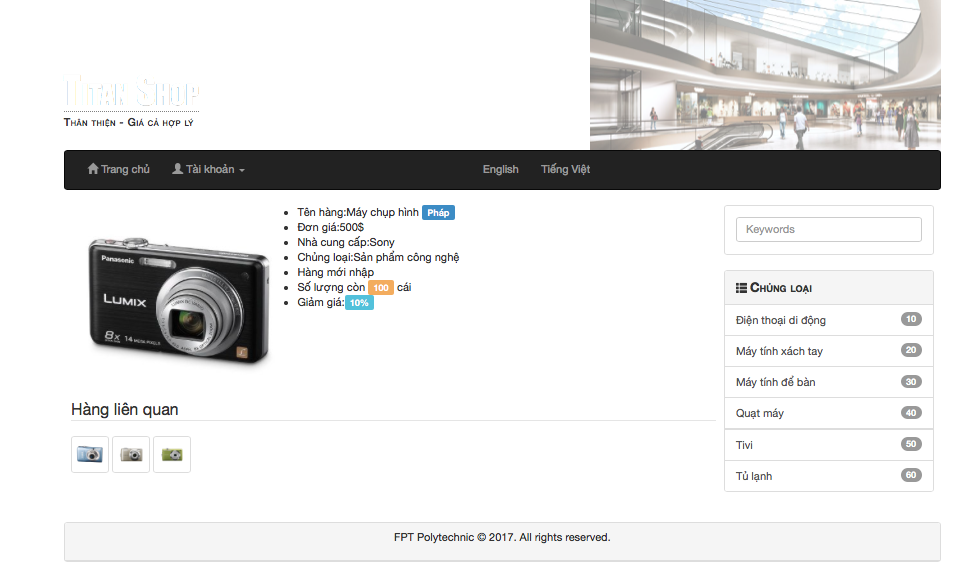 Titan Shop
Thân thiện - Giá cả hợp lý
Trang chủ Tài khoản English Tiếng Việt
Tên hàng:Máy chụp hình Pháp
Đơn giá:500$
Nhà cung cấp:Sony
Chủng loại:Sản phẩm công nghệ
Hàng mới nhập
Số lượng còn 100 cái
Giảm giá:10%
Panasonic
LUMIX
8x 14 MEGA PIXELS
Hàng liên quan
Keywords
Chủng loại
Điện thoại di động 10
Máy tính xách tay 20
Máy tính để bàn 30
Quạt máy 40
Tivi 50
Tủ lạnh 60
FPT Polytechnic © 2017. All rights reserved.